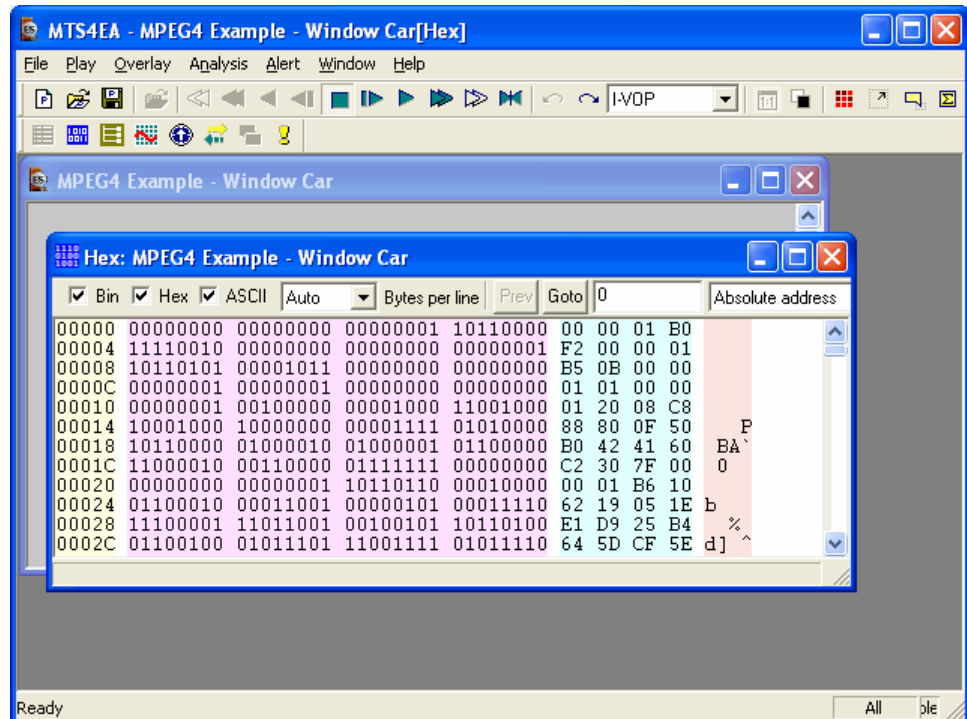 MTS4EA - MPEG4 Example - Window Car[Hex]
File Play Overlay Analysis Alert Window Help
I-VOP
MPEG4 Example - Window Car
Hex: MPEG4 Example - Window Car
Bin Hex ASCII Auto Bytes per line Prev Goto 0 Absolute address
00000 00000000 00000000 00000001 10110000 00 00 01 B0
00004 11110010 00000000 00000000 00000001 F2 00 00 01
00008 10110101 00001011 00000000 00000000 B5 0B 00 00
0000C 00000001 00000001 00000000 00000000 01 01 00 00
00010 00000001 00100000 00001000 11001000 01 20 08 C8
00014 10001000 10000000 00001111 01010000 88 80 0F 50 P
00018 10110000 01000010 01000001 01100000 B0 42 41 60 BA`
0001C 11000010 00110000 01111111 00000000 C2 30 7F 00 0
00020 00000000 00000001 10110110 00010000 00 01 B6 10
00024 01100010 00011001 00000101 00011110 62 19 05 1E b
00028 11100001 11011001 00100101 10110100 E1 D9 25 B4 %
0002C 01100100 01011101 11001111 01011110 64 5D CF 5E d] ^
Ready All ple